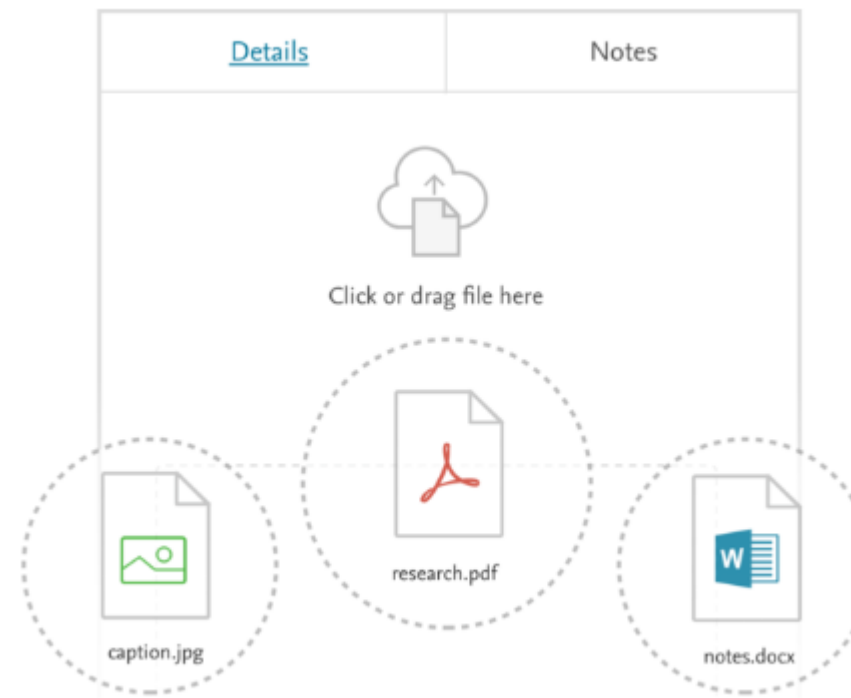 Details
Notes
Click or drag file here
research.pdf
W
caption.jpg
notes.docx